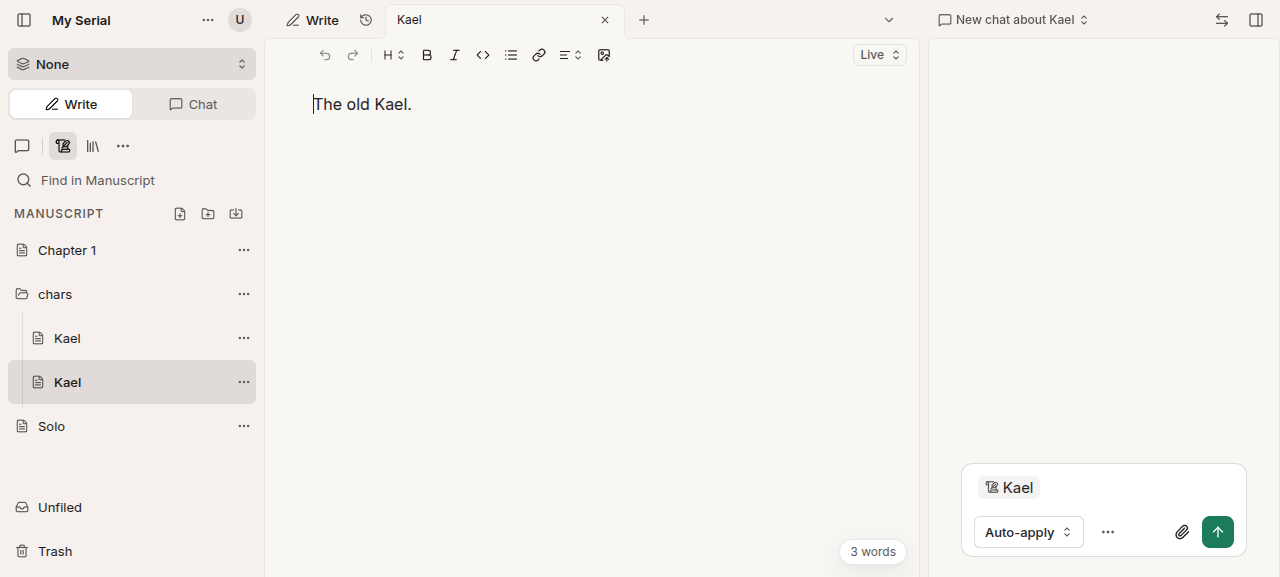 My Serial
U
None
Write
Chat
Find in Manuscript
MANUSCRIPT
Chapter 1
chars
Kael
Kael
Solo
Unfiled
Trash
Write
Kael
H
B
I
Live
The old Kael.
3 words
New chat about Kael
Kael
Auto-apply